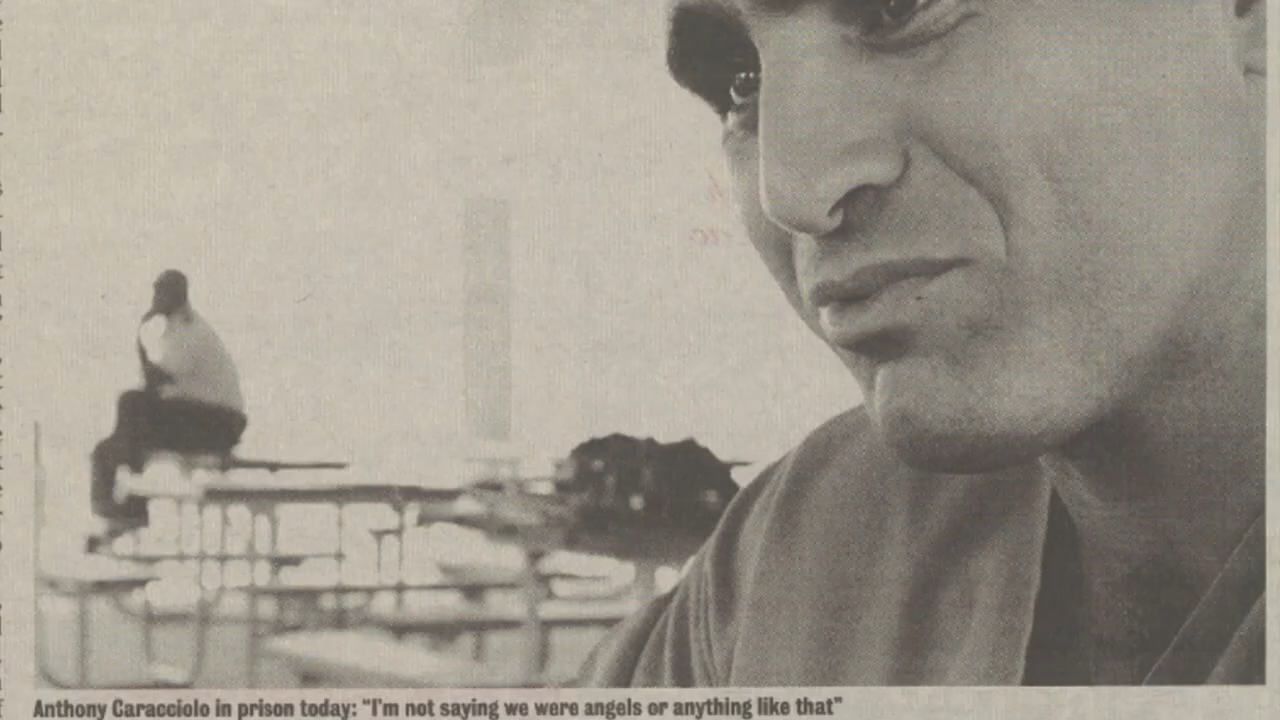 Anthony Caracciolo in prison today: “I'm not saying we were angels or anything like that”